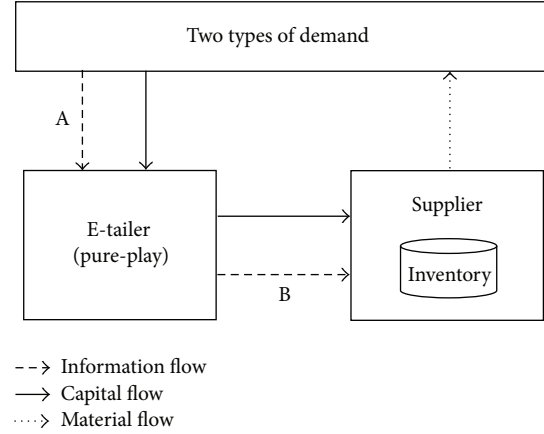 Two types of demand
A
E-tailer
(pure-play)
Supplier
Inventory
B
Information flow
Capital flow
Material flow